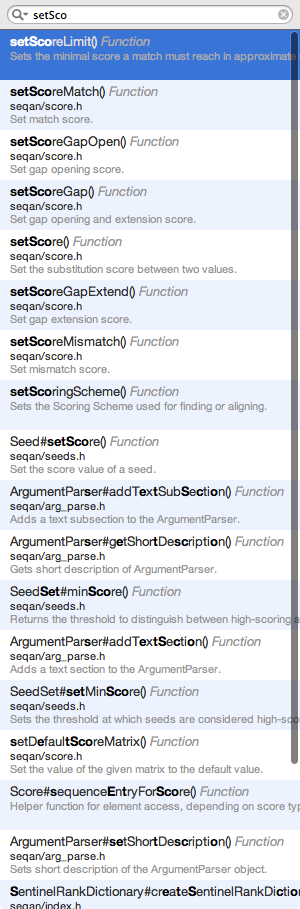 setSco
setScoreLimit() Function
Sets the minimal score a match must reach in approximate
setScoreMatch() Function
seqan/score.h
Set match score.
setScoreGapOpen() Function
seqan/score.h
Set gap opening score.
setScoreGap() Function
seqan/score.h
Set gap opening and extension score.
setScore() Function
seqan/score.h
Set the substitution score between two values.
setScoreGapExtend() Function
seqan/score.h
Set gap extension score.
setScoreMismatch() Function
seqan/score.h
Set mismatch score.
setScoringScheme() Function
Sets the Scoring Scheme used for finding or aligning.
Seed#setScore() Function
seqan/seeds.h
Set the score value of a seed.
ArgumentParser#addTextSubSection() Function
seqan/arg_parse.h
Adds a text subsection to the ArgumentParser.
ArgumentParser#getShortDescription() Function
seqan/arg_parse.h
Gets short description of ArgumentParser.
SeedSet#minScore() Function
seqan/seeds.h
Returns the threshold to distinguish between high-scoring a
ArgumentParser#addTextSection() Function
seqan/arg_parse.h
Adds a text section to the ArgumentParser.
SeedSet#setMinScore() Function
seqan/seeds.h
Sets the threshold at which seeds are considered high-sco
setDefaultScoreMatrix() Function
seqan/score.h
Set the value of the given matrix to the default value.
Score#sequenceEntryForScore() Function
Helper function for element access, depending on score typ
ArgumentParser#setShortDescription() Function
seqan/arg_parse.h
Sets short description of the ArgumentParser object.
SentinelRankDictionary#createSentinelRankDictio
seqan/index.h